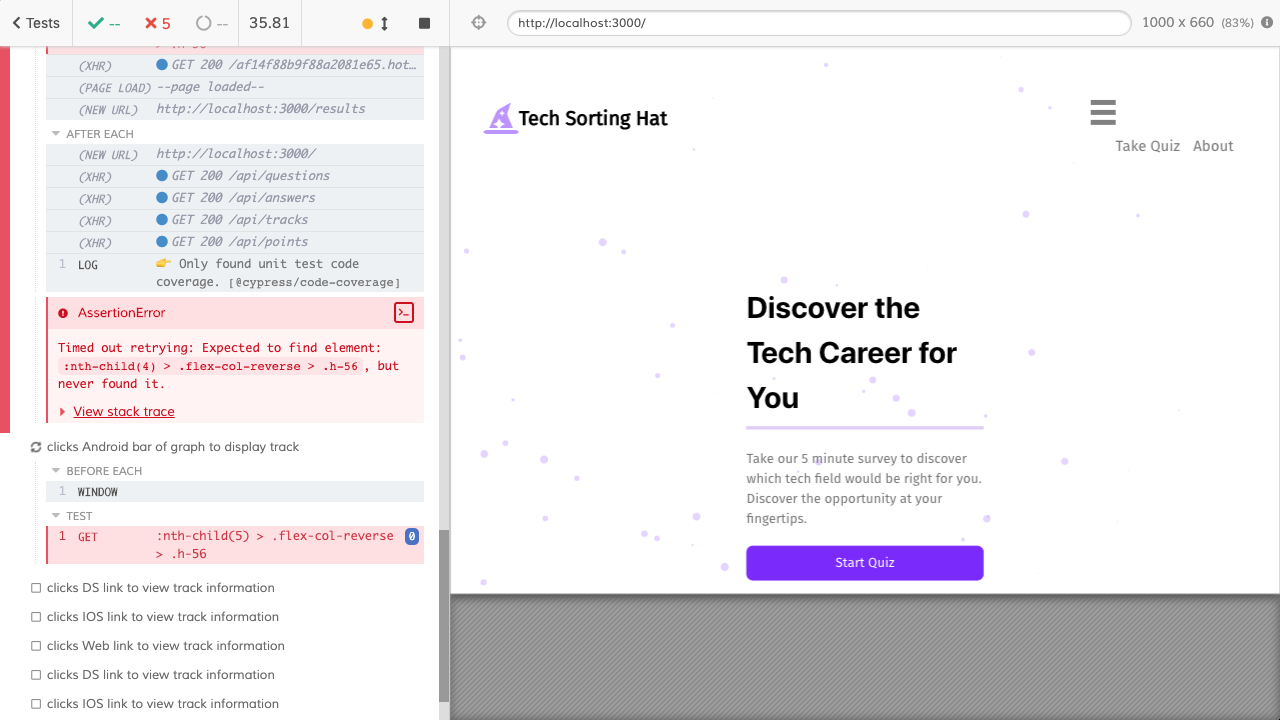 Tests
--
5
--
35.81
http://localhost:3000/
1000 x 660 (83%)
(XHR) GET 200 /af14f88b9f88a2081e65.hot…
(PAGE LOAD) --page loaded--
(NEW URL) http://localhost:3000/results
AFTER EACH
(NEW URL) http://localhost:3000/
(XHR) GET 200 /api/questions
(XHR) GET 200 /api/answers
(XHR) GET 200 /api/tracks
(XHR) GET 200 /api/points
1 LOG 👉 Only found unit test code
coverage. [@cypress/code-coverage]
AssertionError
Timed out retrying: Expected to find element:
:nth-child(4) > .flex-col-reverse > .h-56, but
never found it.
View stack trace
clicks Android bar of graph to display track
BEFORE EACH
1 WINDOW
TEST
1 GET :nth-child(5) > .flex-col-reverse 0
> .h-56
clicks DS link to view track information
clicks IOS link to view track information
clicks Web link to view track information
clicks DS link to view track information
clicks IOS link to view track information
Tech Sorting Hat
Take Quiz About
Discover the
Tech Career for
You
Take our 5 minute survey to discover
which tech field would be right for you.
Discover the opportunity at your
fingertips.
Start Quiz